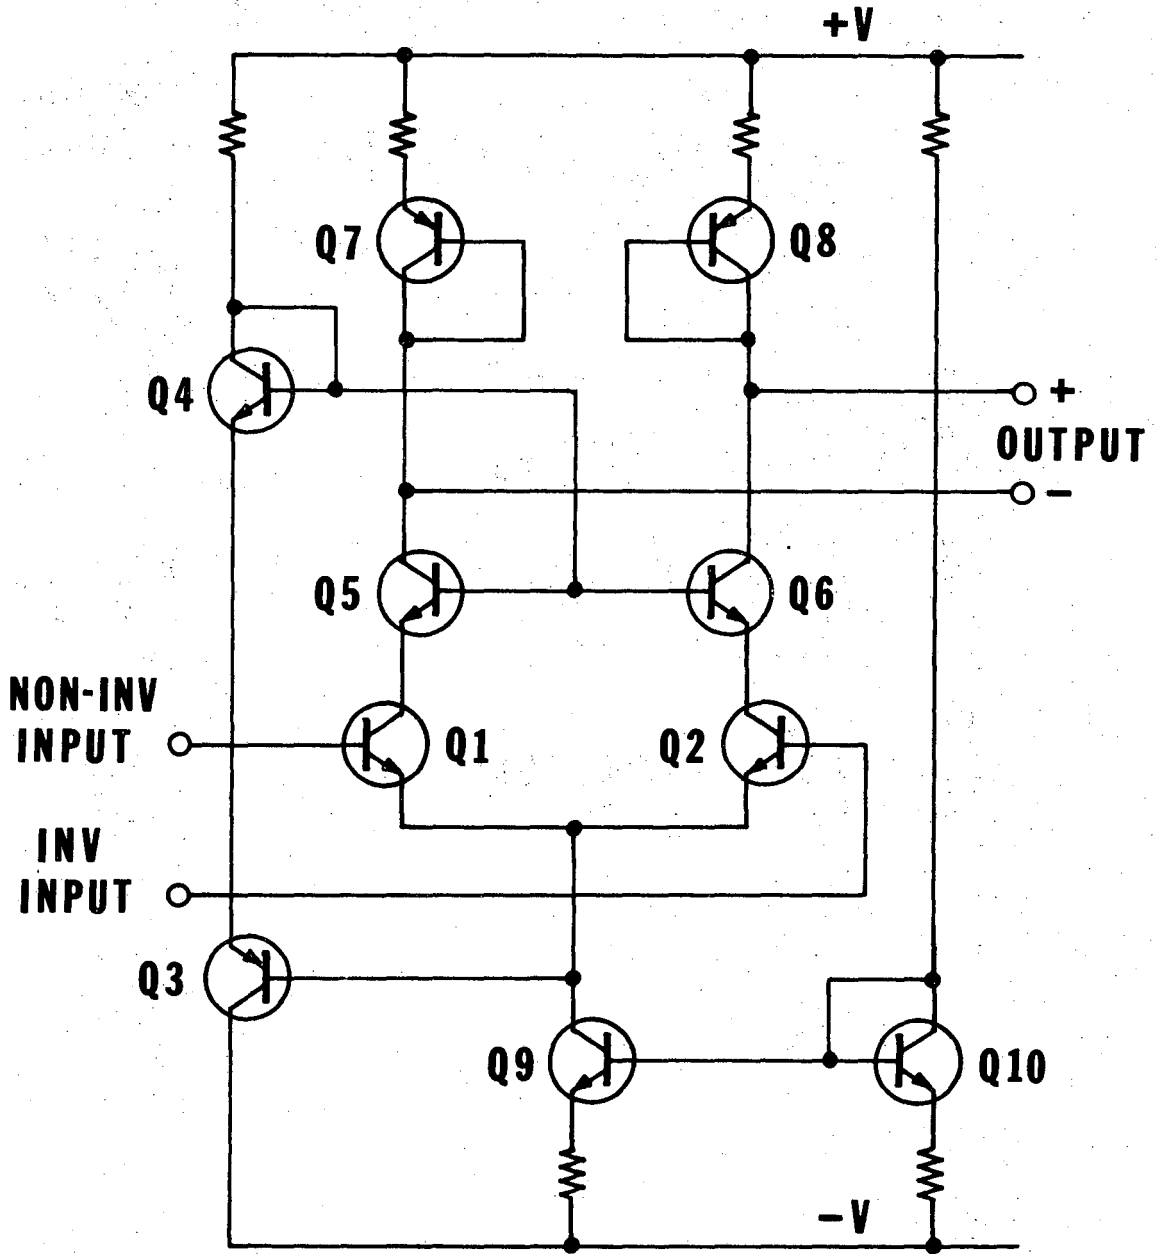 +V
Q7
Q8
Q4
+
OUTPUT
−
Q5
Q6
NON-INV
INPUT
Q1
Q2
INV
INPUT
Q3
Q9
Q10
−V